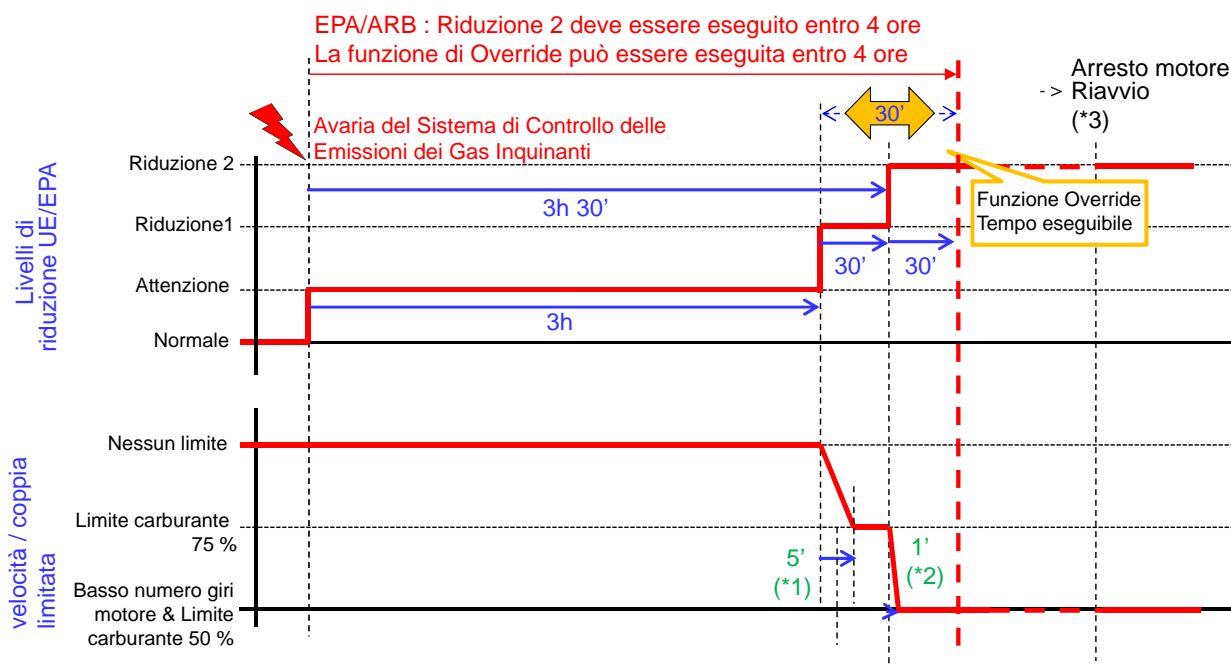 EPA/ARB : Riduzione 2 deve essere eseguito entro 4 ore
La funzione di Override può essere eseguita entro 4 ore
Arresto motore
-> Riavvio
(*3)
30’
Avaria del Sistema di Controllo delle
Emissioni dei Gas Inquinanti
Livelli di
riduzione UE/EPA
Riduzione 2
3h 30’
Funzione Override
Tempo eseguibile
Riduzione1
30’
30’
Attenzione
3h
Normale
velocità / coppia
limitata
Nessun limite
Limite carburante
75 %
5’
(*1)
1’
(*2)
Basso numero giri
motore & Limite
carburante 50 %